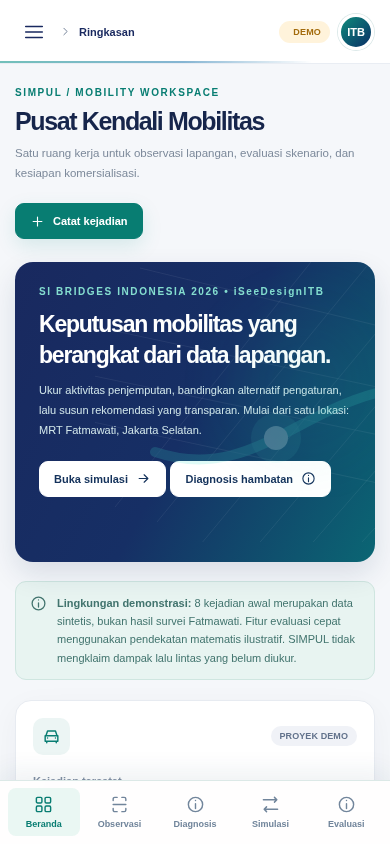 Ringkasan
DEMO
ITB
SIMPUL / MOBILITY WORKSPACE
Pusat Kendali Mobilitas
Satu ruang kerja untuk observasi lapangan, evaluasi skenario, dan
kesiapan komersialisasi.
Catat kejadian
SI BRIDGES INDONESIA 2026 • iSeeDesignITB
Keputusan mobilitas yang
berangkat dari data lapangan.
Ukur aktivitas penjemputan, bandingkan alternatif pengaturan,
lalu susun rekomendasi yang transparan. Mulai dari satu lokasi:
MRT Fatmawati, Jakarta Selatan.
Buka simulasi
Diagnosis hambatan
Lingkungan demonstrasi: 8 kejadian awal merupakan data
sintetis, bukan hasil survei Fatmawati. Fitur evaluasi cepat
menggunakan pendekatan matematis ilustratif. SIMPUL tidak
mengklaim dampak lalu lintas yang belum diukur.
PROYEK DEMO
Kejadian tercatat
Beranda
Observasi
Diagnosis
Simulasi
Evaluasi